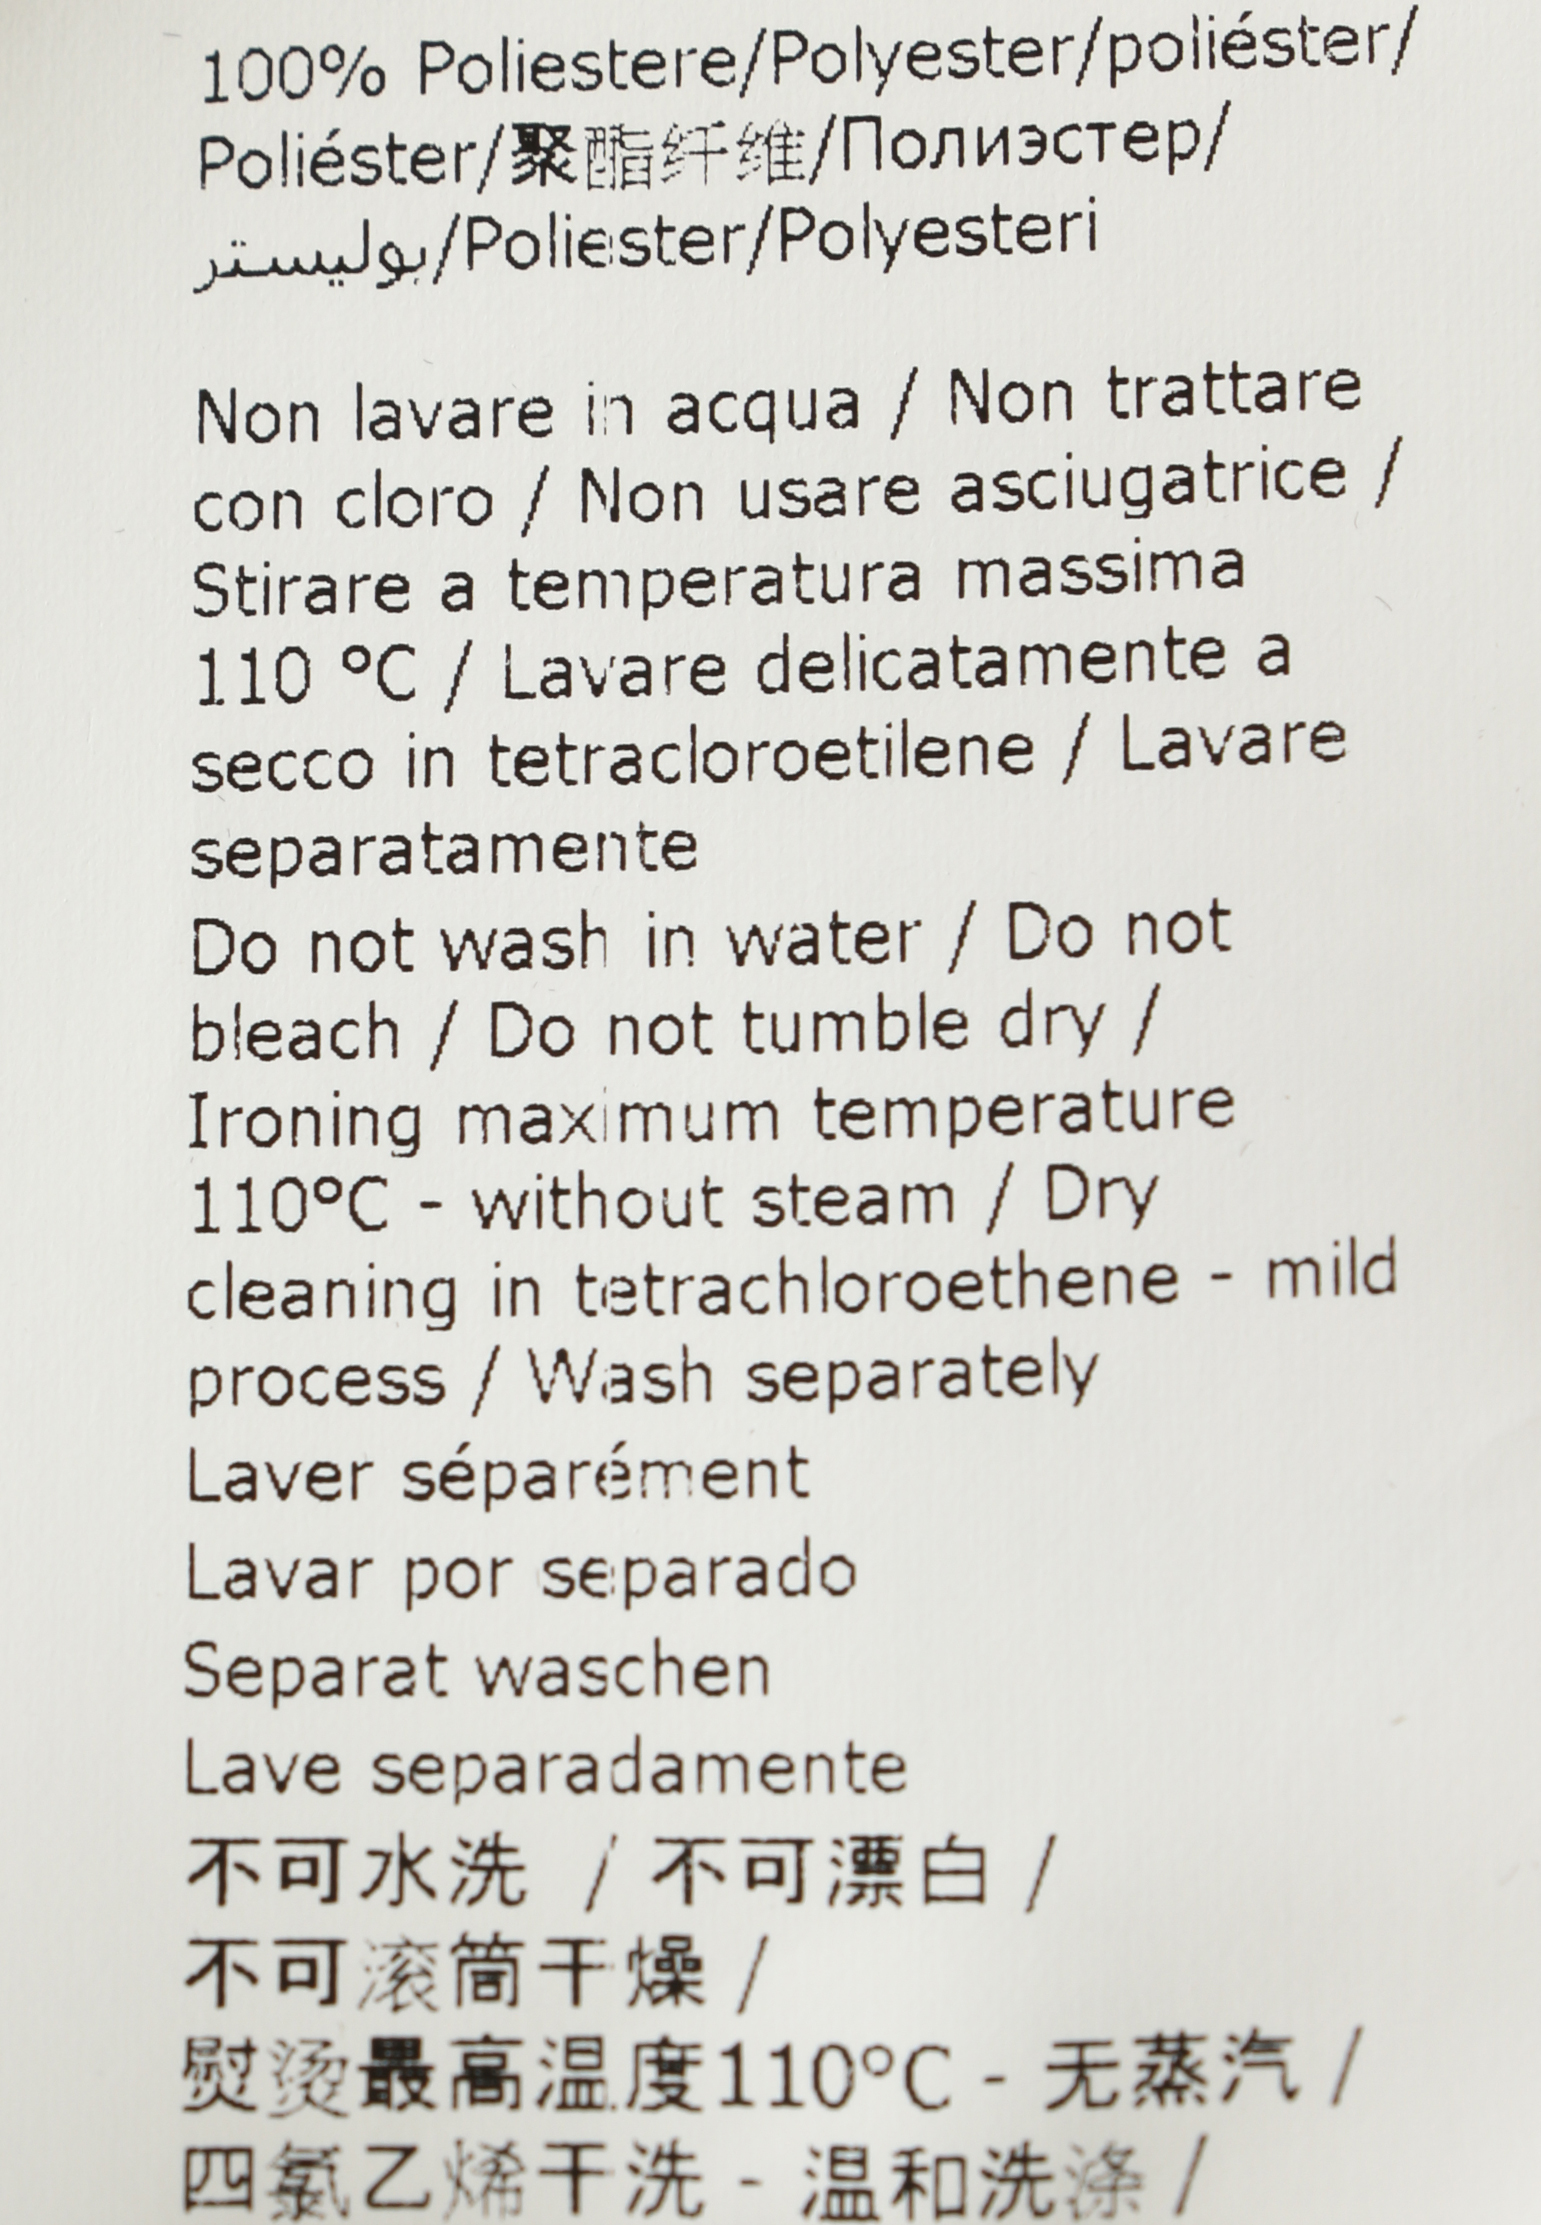 100% Poliestere/Polyester/poliéster/
Poliéster/聚酯纤维/Полиэстер/
بوليستر/Poliester/Polyesteri
Non lavare in acqua / Non trattare
con cloro / Non usare asciugatrice /
Stirare a temperatura massima
110 °C / Lavare delicatamente a
secco in tetracloroetilene / Lavare
separatamente
Do not wash in water / Do not
bleach / Do not tumble dry /
Ironing maximum temperature
110°C - without steam / Dry
cleaning in tetrachloroethene - mild
process / Wash separately
Laver séparément
Lavar por separado
Separat waschen
Lave separadamente
不可水洗 / 不可漂白 /
不可滚筒干燥 /
熨烫最高温度110°C - 无蒸汽 /
四氯乙烯干洗 - 温和洗涤 /